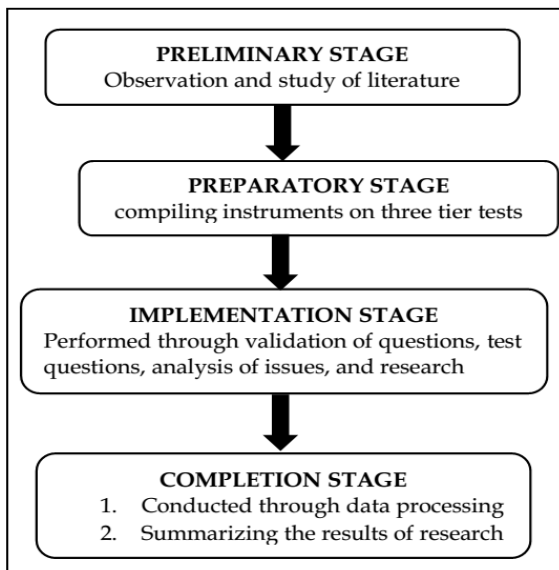 PRELIMINARY STAGE
Observation and study of literature
PREPARATORY STAGE
compiling instruments on three tier tests
IMPLEMENTATION STAGE
Performed through validation of questions, test
questions, analysis of issues, and research
COMPLETION STAGE
1. Conducted through data processing
2. Summarizing the results of research